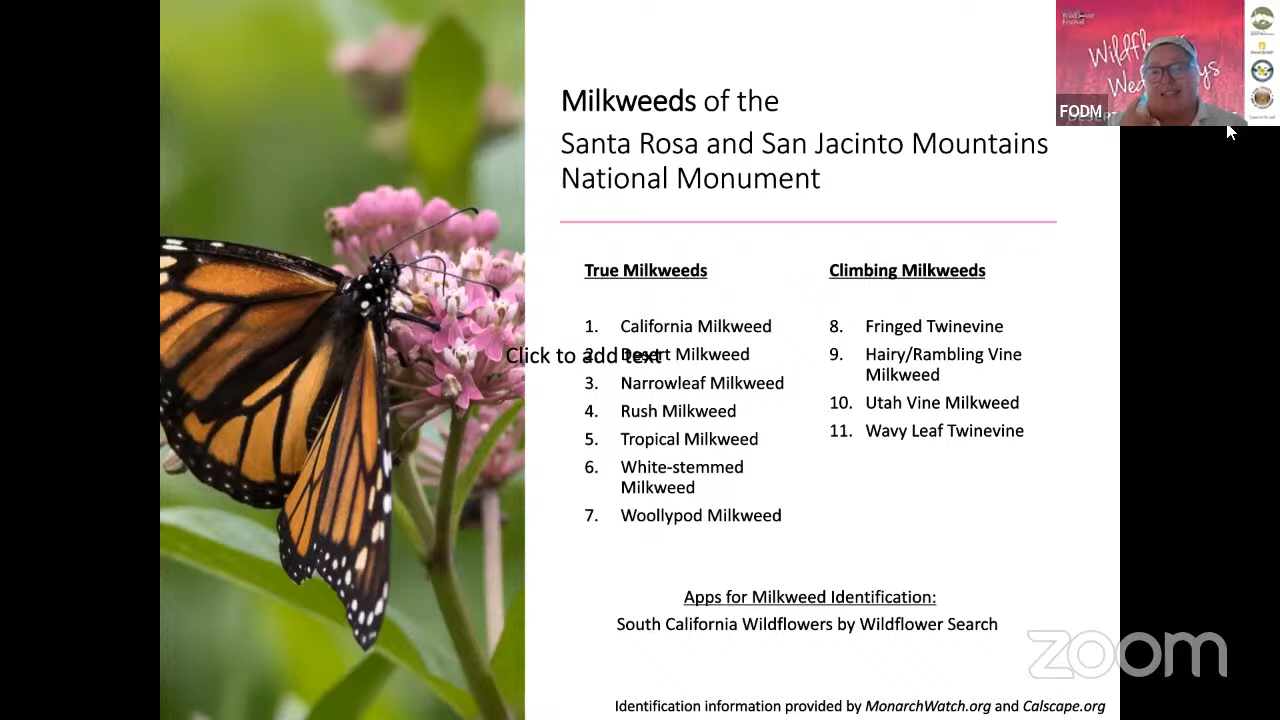 Milkweeds of the
Santa Rosa and San Jacinto Mountains
National Monument
True Milkweeds
1. California Milkweed
2. Desert Milkweed
3. Narrowleaf Milkweed
4. Rush Milkweed
5. Tropical Milkweed
6. White-stemmed
Milkweed
7. Woollypod Milkweed
Climbing Milkweeds
8. Fringed Twinevine
9. Hairy/Rambling Vine
Milkweed
10. Utah Vine Milkweed
11. Wavy Leaf Twinevine
Click to add text
Apps for Milkweed Identification:
South California Wildflowers by Wildflower Search
Identification information provided by MonarchWatch.org and Calscape.org
Wildflower
Festival
FODM
zoom